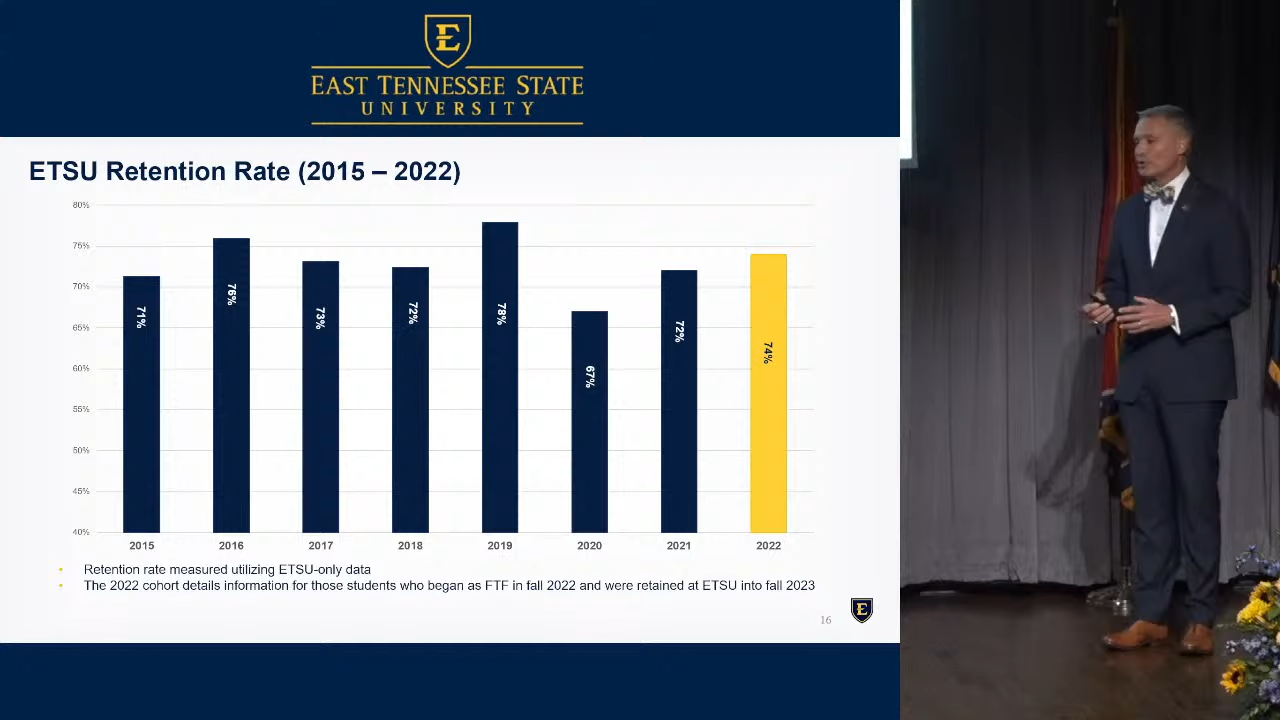 E
EAST TENNESSEE STATE
UNIVERSITY
ETSU Retention Rate (2015 – 2022)
80%
75%
70%
65%
60%
55%
50%
45%
40%
71%
76%
73%
72%
78%
67%
72%
74%
2015 2016 2017 2018 2019 2020 2021 2022
• Retention rate measured utilizing ETSU-only data
• The 2022 cohort details information for those students who began as FTF in fall 2022 and were retained at ETSU into fall 2023
16
E